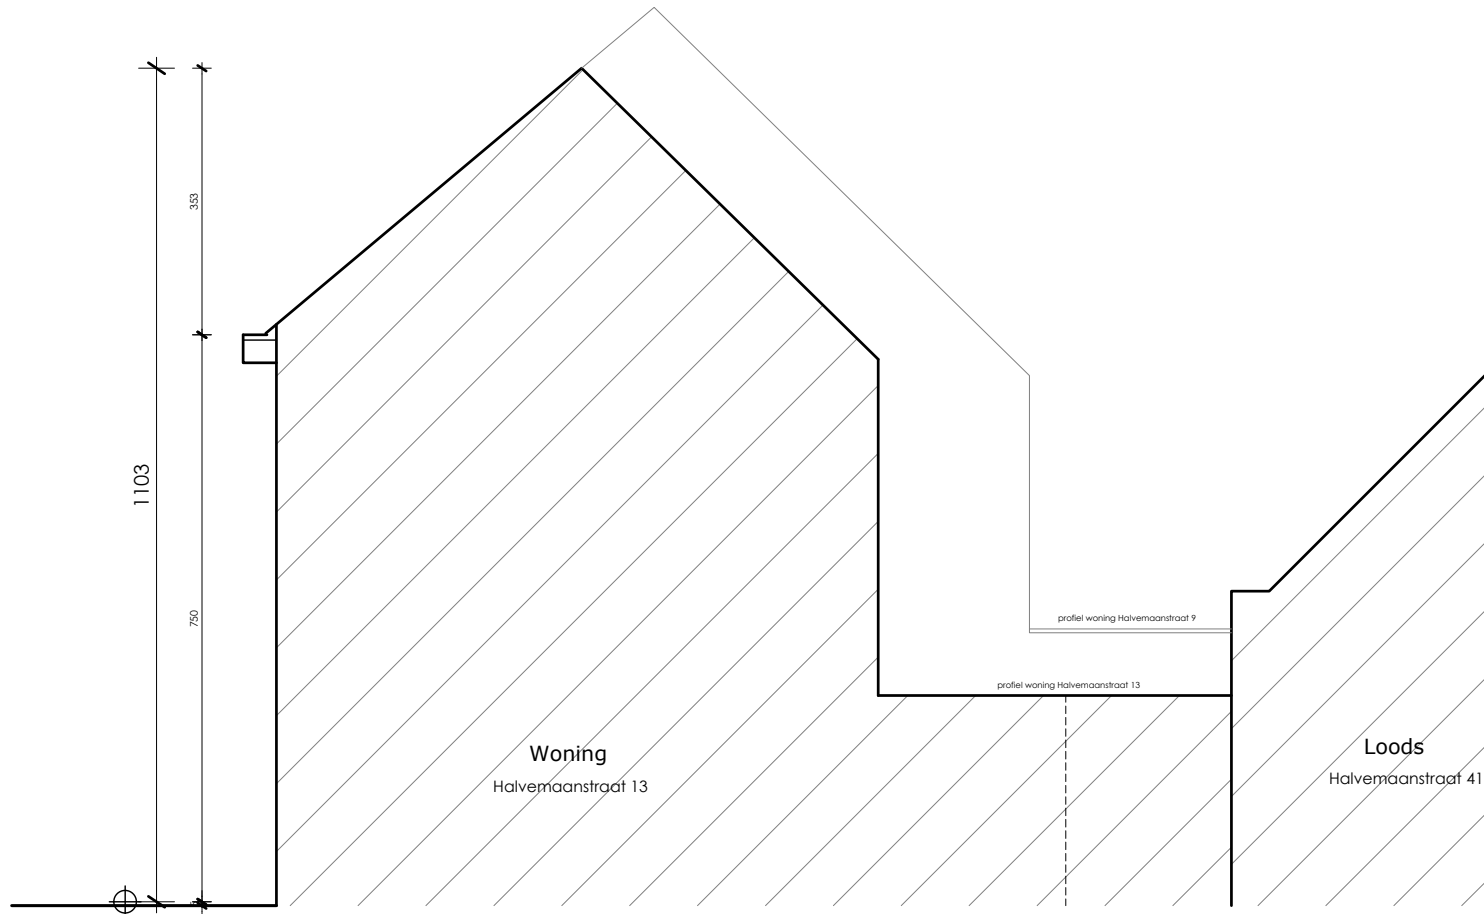 353
1103
750
profiel woning Halvemaanstraat 9
profiel woning Halvemaanstraat 13
Woning
Halvemaanstraat 13
Loods
Halvemaanstraat 41